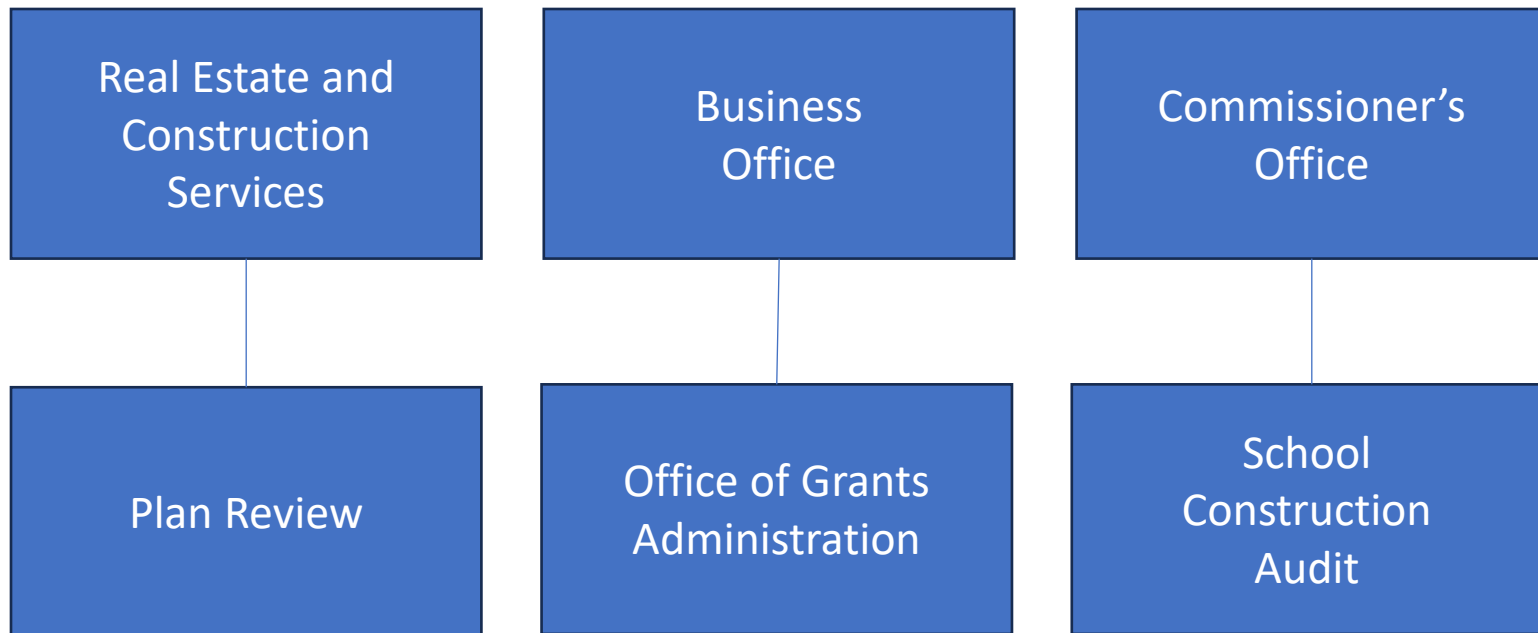 Real Estate and
Construction
Services
Business
Office
Commissioner’s
Office
Plan Review
Office of Grants
Administration
School
Construction
Audit